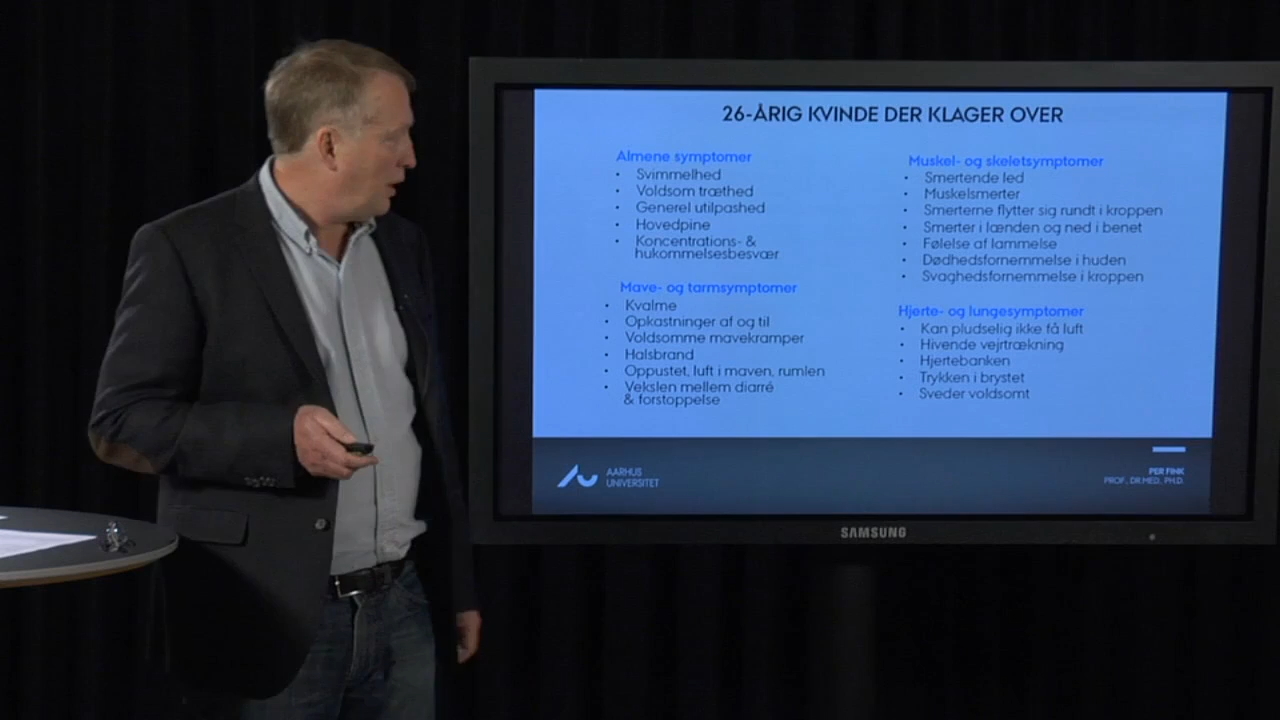 26-ÅRIG KVINDE DER KLAGER OVER
Almene symptomer
• Svimmelhed
• Voldsom træthed
• Generel utilpashed
• Hovedpine
• Koncentrations- &
hukommelsesbesvær
Mave- og tarmsymptomer
• Kvalme
• Opkastninger af og til
• Voldsomme mavekramper
• Halsbrand
• Oppustet, luft i maven, rumlen
• Vekslen mellem diarré
& forstoppelse
Muskel- og skeletsymptomer
• Smertende led
• Muskelsmerter
• Smerterne flytter sig rundt i kroppen
• Smerter i lænden og ned i benet
• Følelse af lammelse
• Dødhedsfornemmelse i huden
• Svaghedsfornemmelse i kroppen
Hjerte- og lungesymptomer
• Kan pludselig ikke få luft
• Hivende vejrtrækning
• Hjertebanken
• Trykken i brystet
• Sveder voldsomt
AARHUS
UNIVERSITET
PER FINK
PROF., DR.MED., PH.D.
SAMSUNG